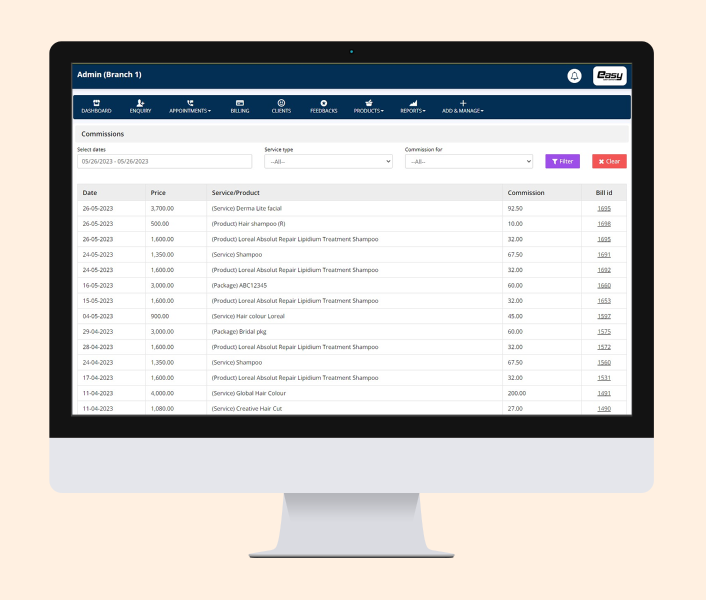 Admin (Branch 1)
easy
DASHBOARD ENQUIRY APPOINTMENTS BILLING CLIENTS FEEDBACKS PRODUCTS REPORTS ADD & MANAGE
Commissions
Select dates Service type Commission for
05/26/2023 - 05/26/2023 --All-- --All-- Filter Clear
Date Price Service/Product Commission Bill id
26-05-2023 3,700.00 (Service) Derma Lite facial 92.50 1695
26-05-2023 500.00 (Product) Hair shampoo (R) 10.00 1698
26-05-2023 1,600.00 (Product) Loreal Absolut Repair Lipidium Treatment Shampoo 32.00 1695
24-05-2023 1,350.00 (Service) Shampoo 67.50 1691
24-05-2023 1,600.00 (Product) Loreal Absolut Repair Lipidium Treatment Shampoo 32.00 1692
16-05-2023 3,000.00 (Package) ABC12345 60.00 1660
15-05-2023 1,600.00 (Product) Loreal Absolut Repair Lipidium Treatment Shampoo 32.00 1653
04-05-2023 900.00 (Service) Hair colour Loreal 45.00 1597
29-04-2023 3,000.00 (Package) Bridal pkg 60.00 1575
28-04-2023 1,600.00 (Product) Loreal Absolut Repair Lipidium Treatment Shampoo 32.00 1572
24-04-2023 1,350.00 (Service) Shampoo 67.50 1560
17-04-2023 1,600.00 (Product) Loreal Absolut Repair Lipidium Treatment Shampoo 32.00 1531
11-04-2023 4,000.00 (Service) Global Hair Colour 200.00 1491
11-04-2023 1,080.00 (Service) Creative Hair Cut 27.00 1490